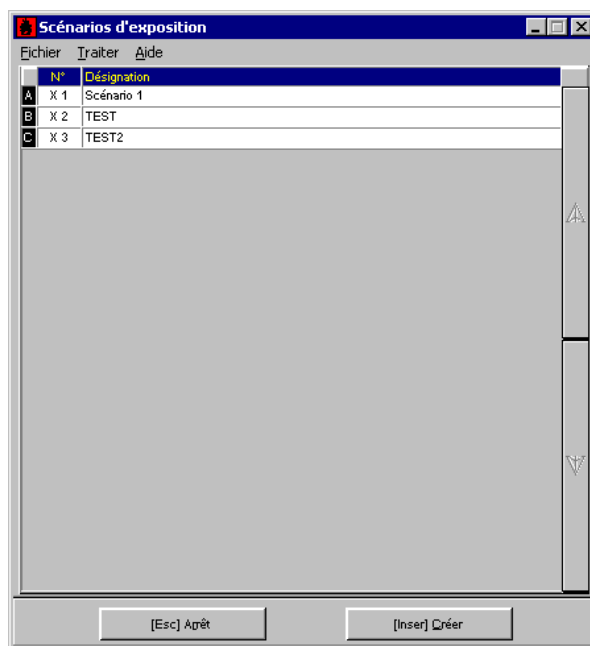 Scénarios d'exposition
Fichier Traiter Aide
N° Désignation
A X 1 Scénario 1
B X 2 TEST
C X 3 TEST2
[Esc] Arrêt [Inser] Créer